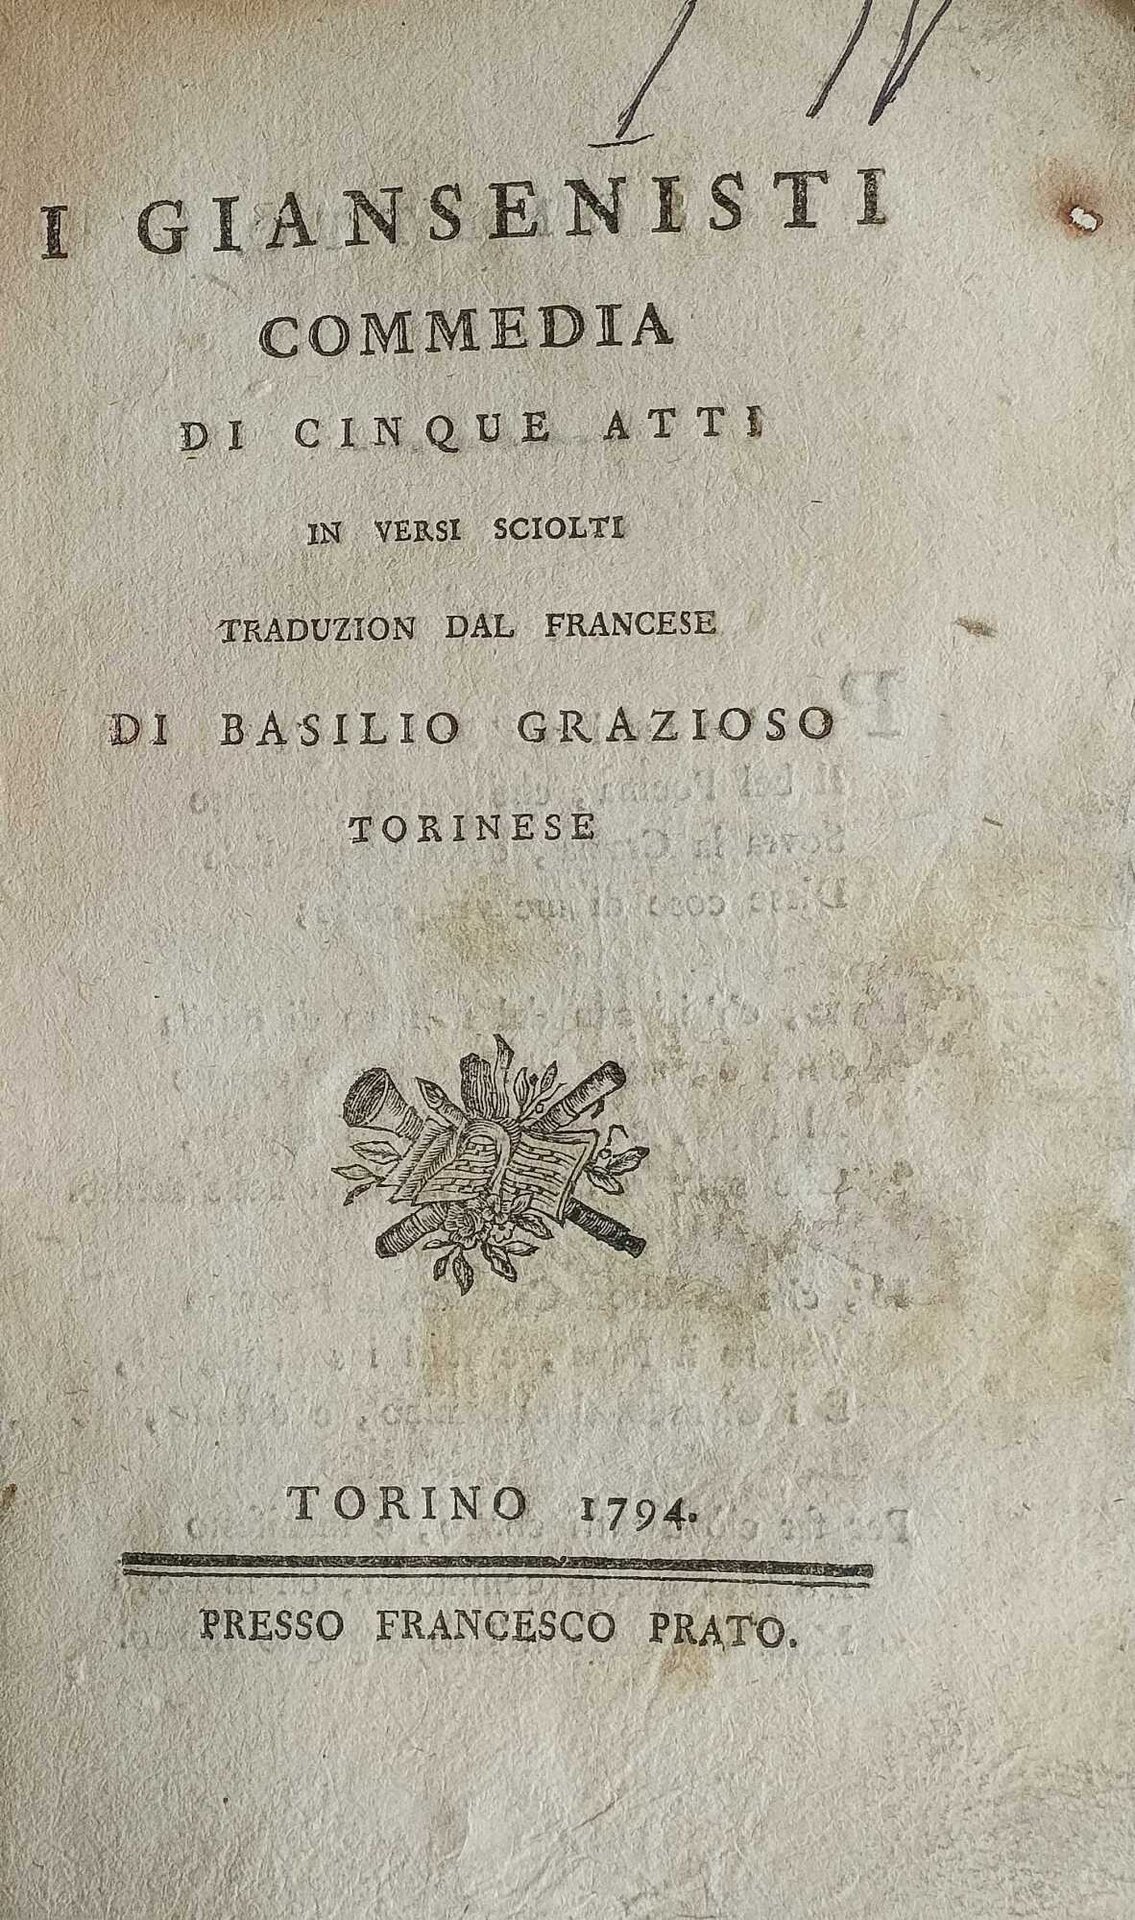 I GIANSENISTI
COMMEDIA
DI CINQUE ATTI
IN VERSI SCIOLTI
TRADUZION DAL FRANCESE
DI BASILIO GRAZIOSO
TORINESE
TORINO 1794.
PRESSO FRANCESCO PRATO.